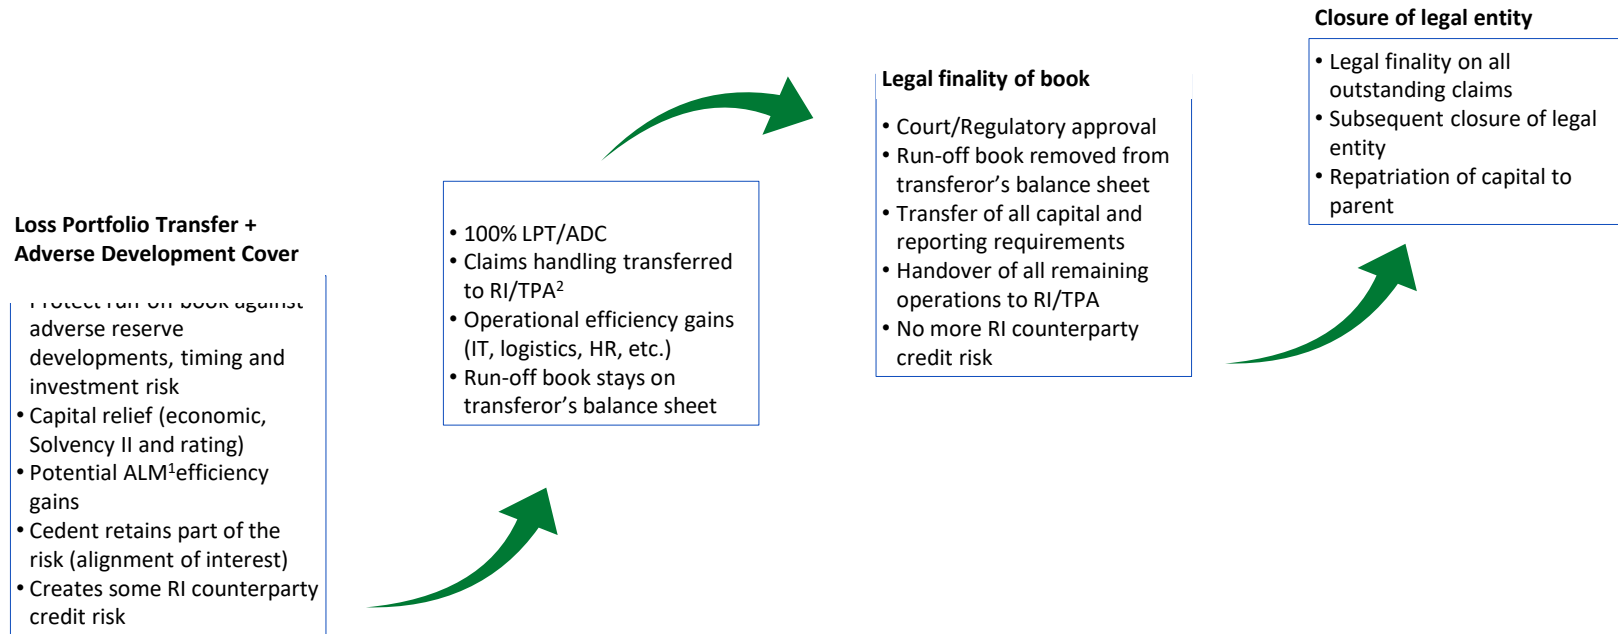 Loss Portfolio Transfer +
Adverse Development Cover
Protect run-off book against
adverse reserve
developments, timing and
investment risk
• Capital relief (economic,
Solvency II and rating)
• Potential ALM¹efficiency
gains
• Cedent retains part of the
risk (alignment of interest)
• Creates some RI counterparty
credit risk
• 100% LPT/ADC
• Claims handling transferred
to RI/TPA²
• Operational efficiency gains
(IT, logistics, HR, etc.)
• Run-off book stays on
transferor’s balance sheet
Legal finality of book
• Court/Regulatory approval
• Run-off book removed from
transferor’s balance sheet
• Transfer of all capital and
reporting requirements
• Handover of all remaining
operations to RI/TPA
• No more RI counterparty
credit risk
Closure of legal entity
• Legal finality on all
outstanding claims
• Subsequent closure of legal
entity
• Repatriation of capital to
parent